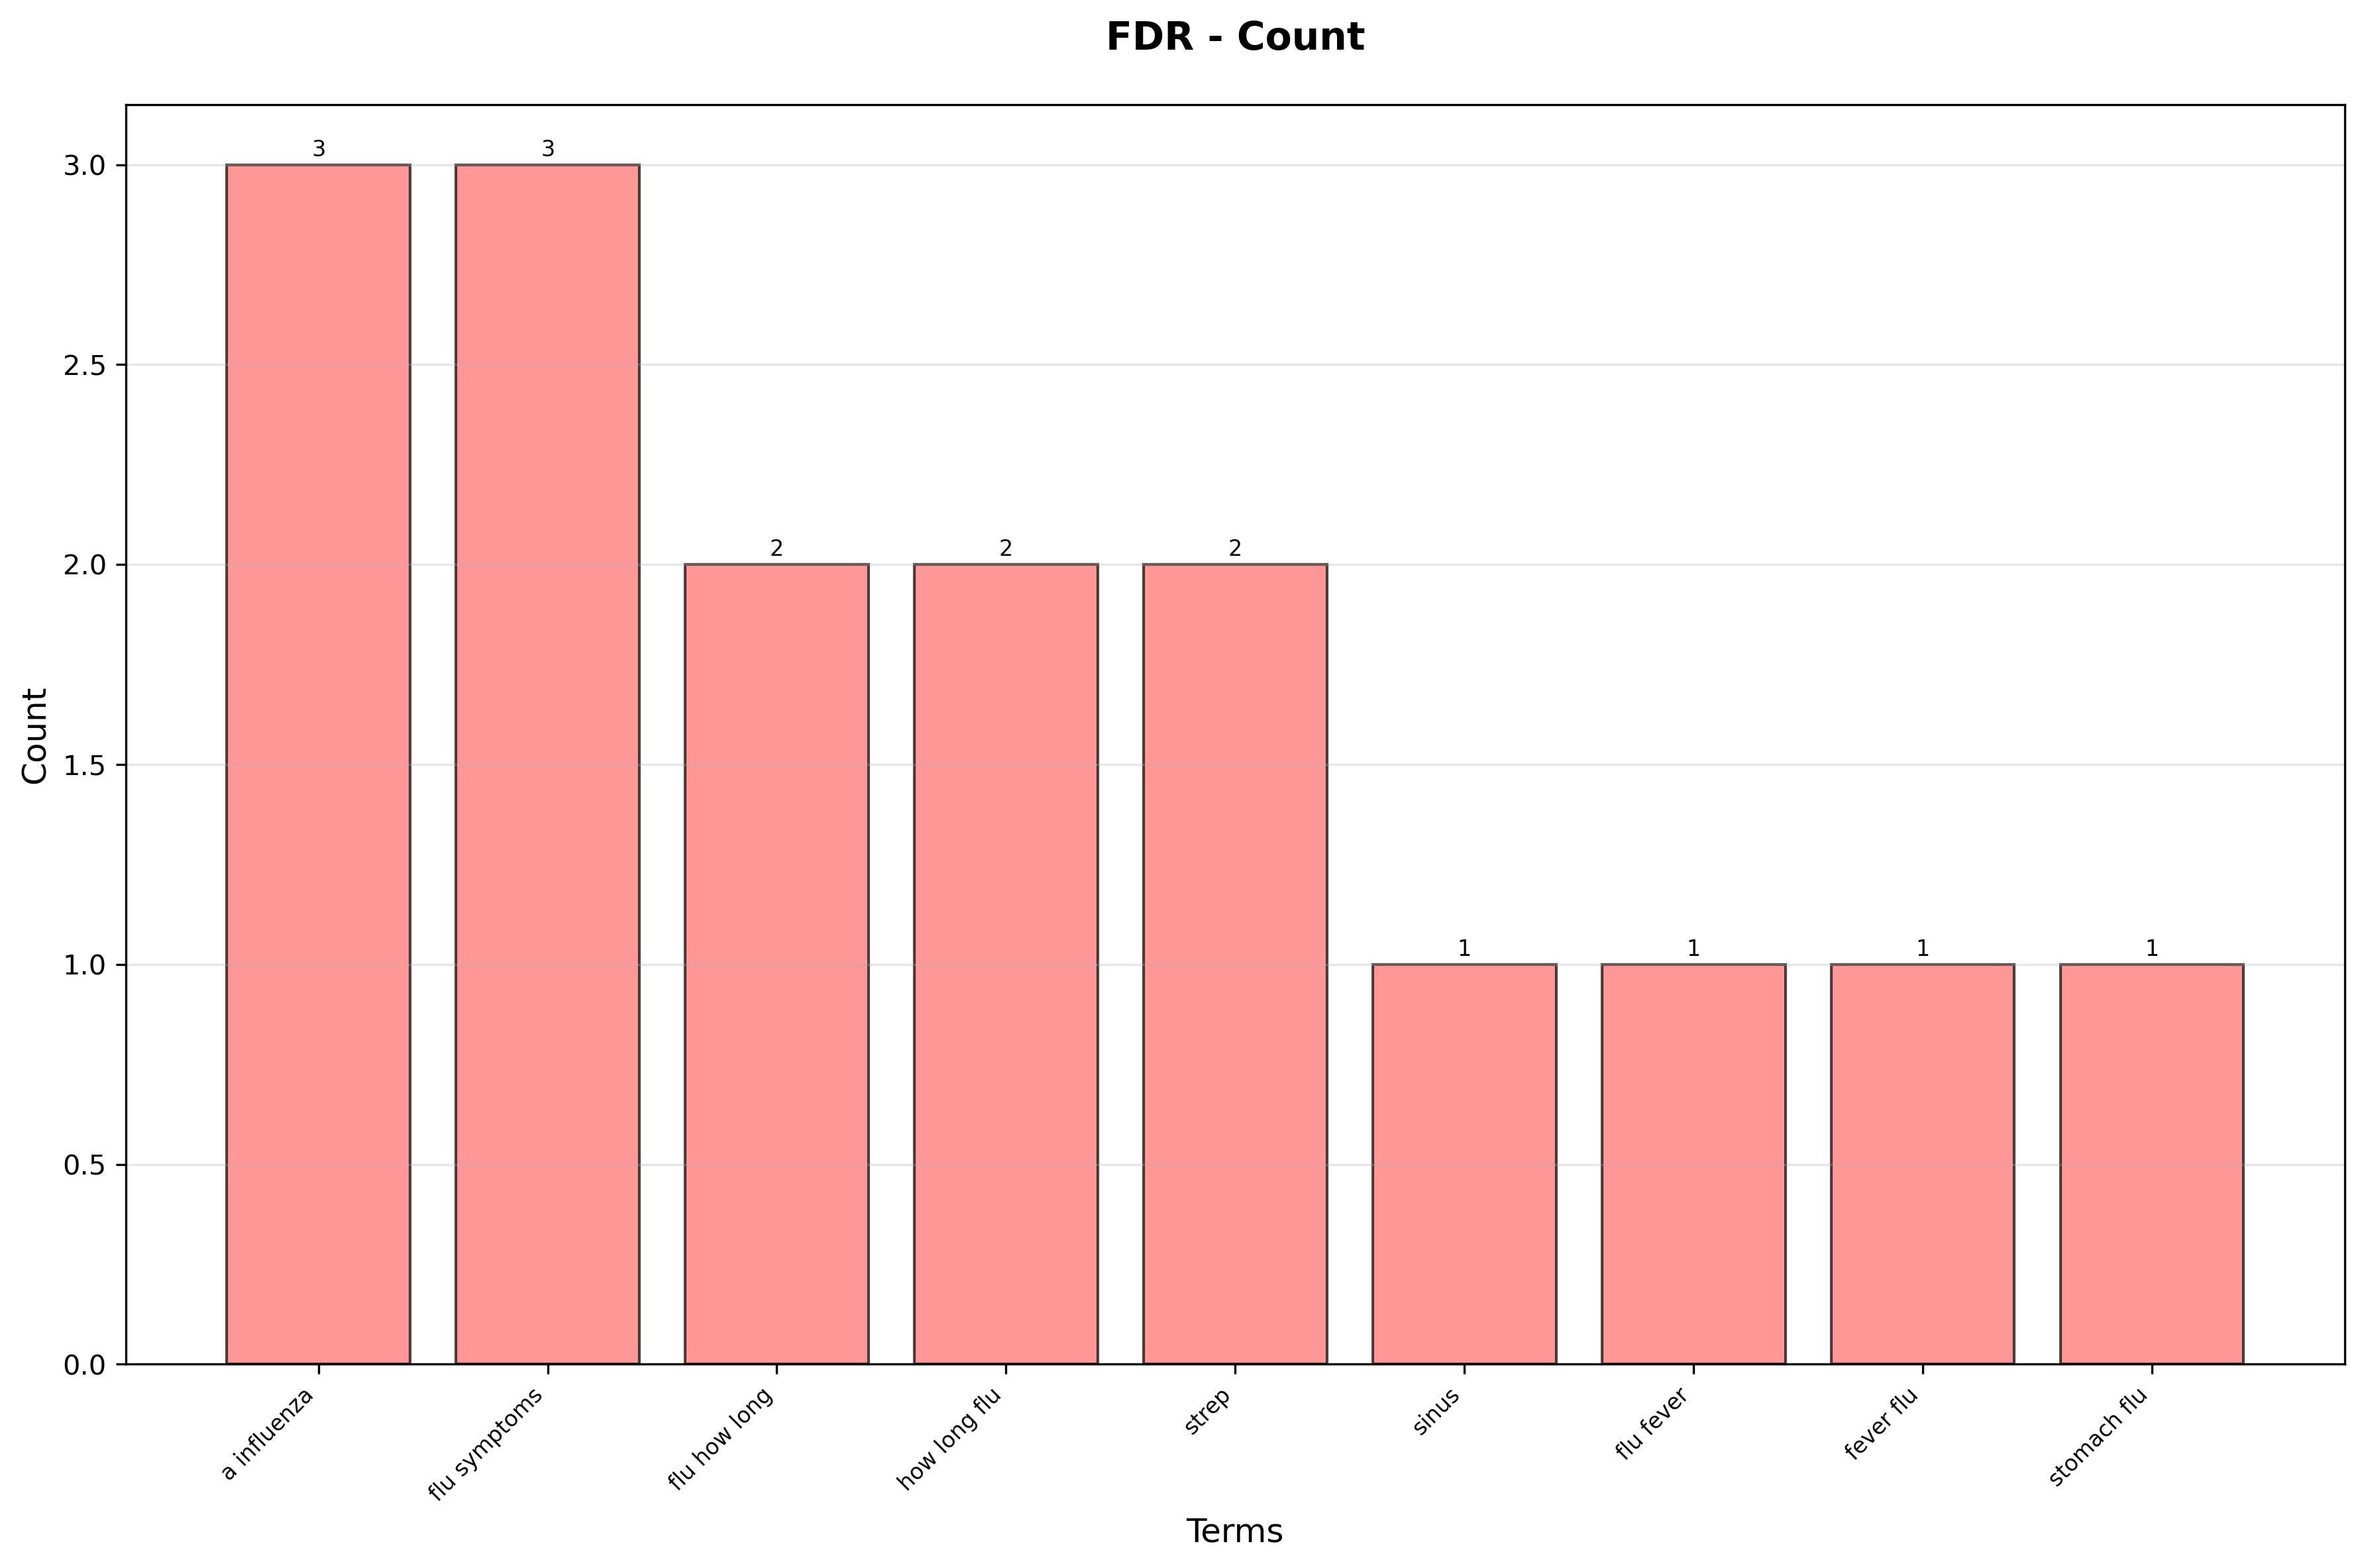 FDR - Count
3 3
3.0
2.5
2 2 2
2.0
Count
1.5
1 1 1 1
1.0
0.5
0.0
a influenza
flu symptoms
flu how long
how long flu
strep
sinus
flu fever
fever flu
stomach flu
Terms